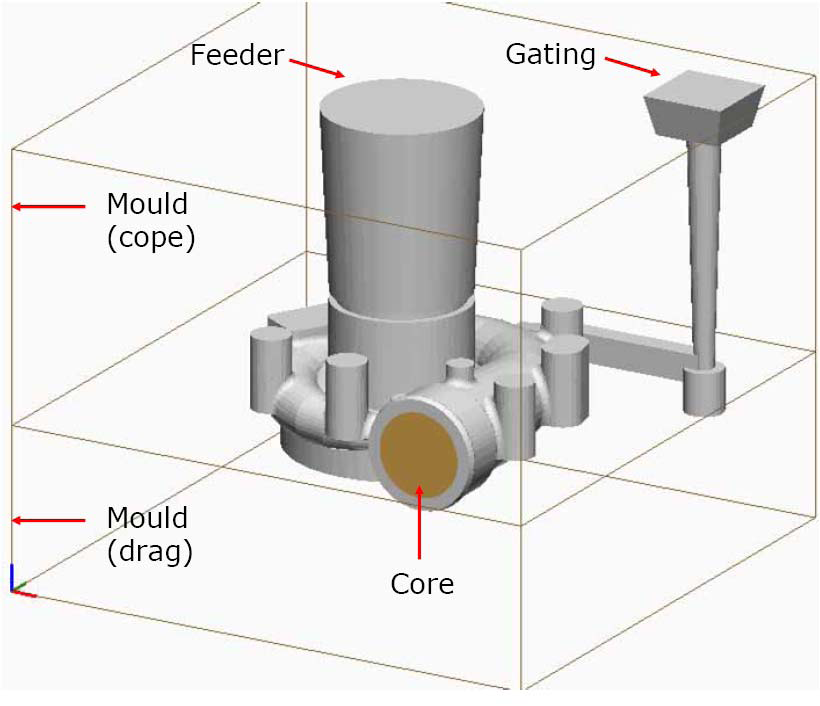 Feeder
Gating
Mould
(cope)
Mould
(drag)
Core